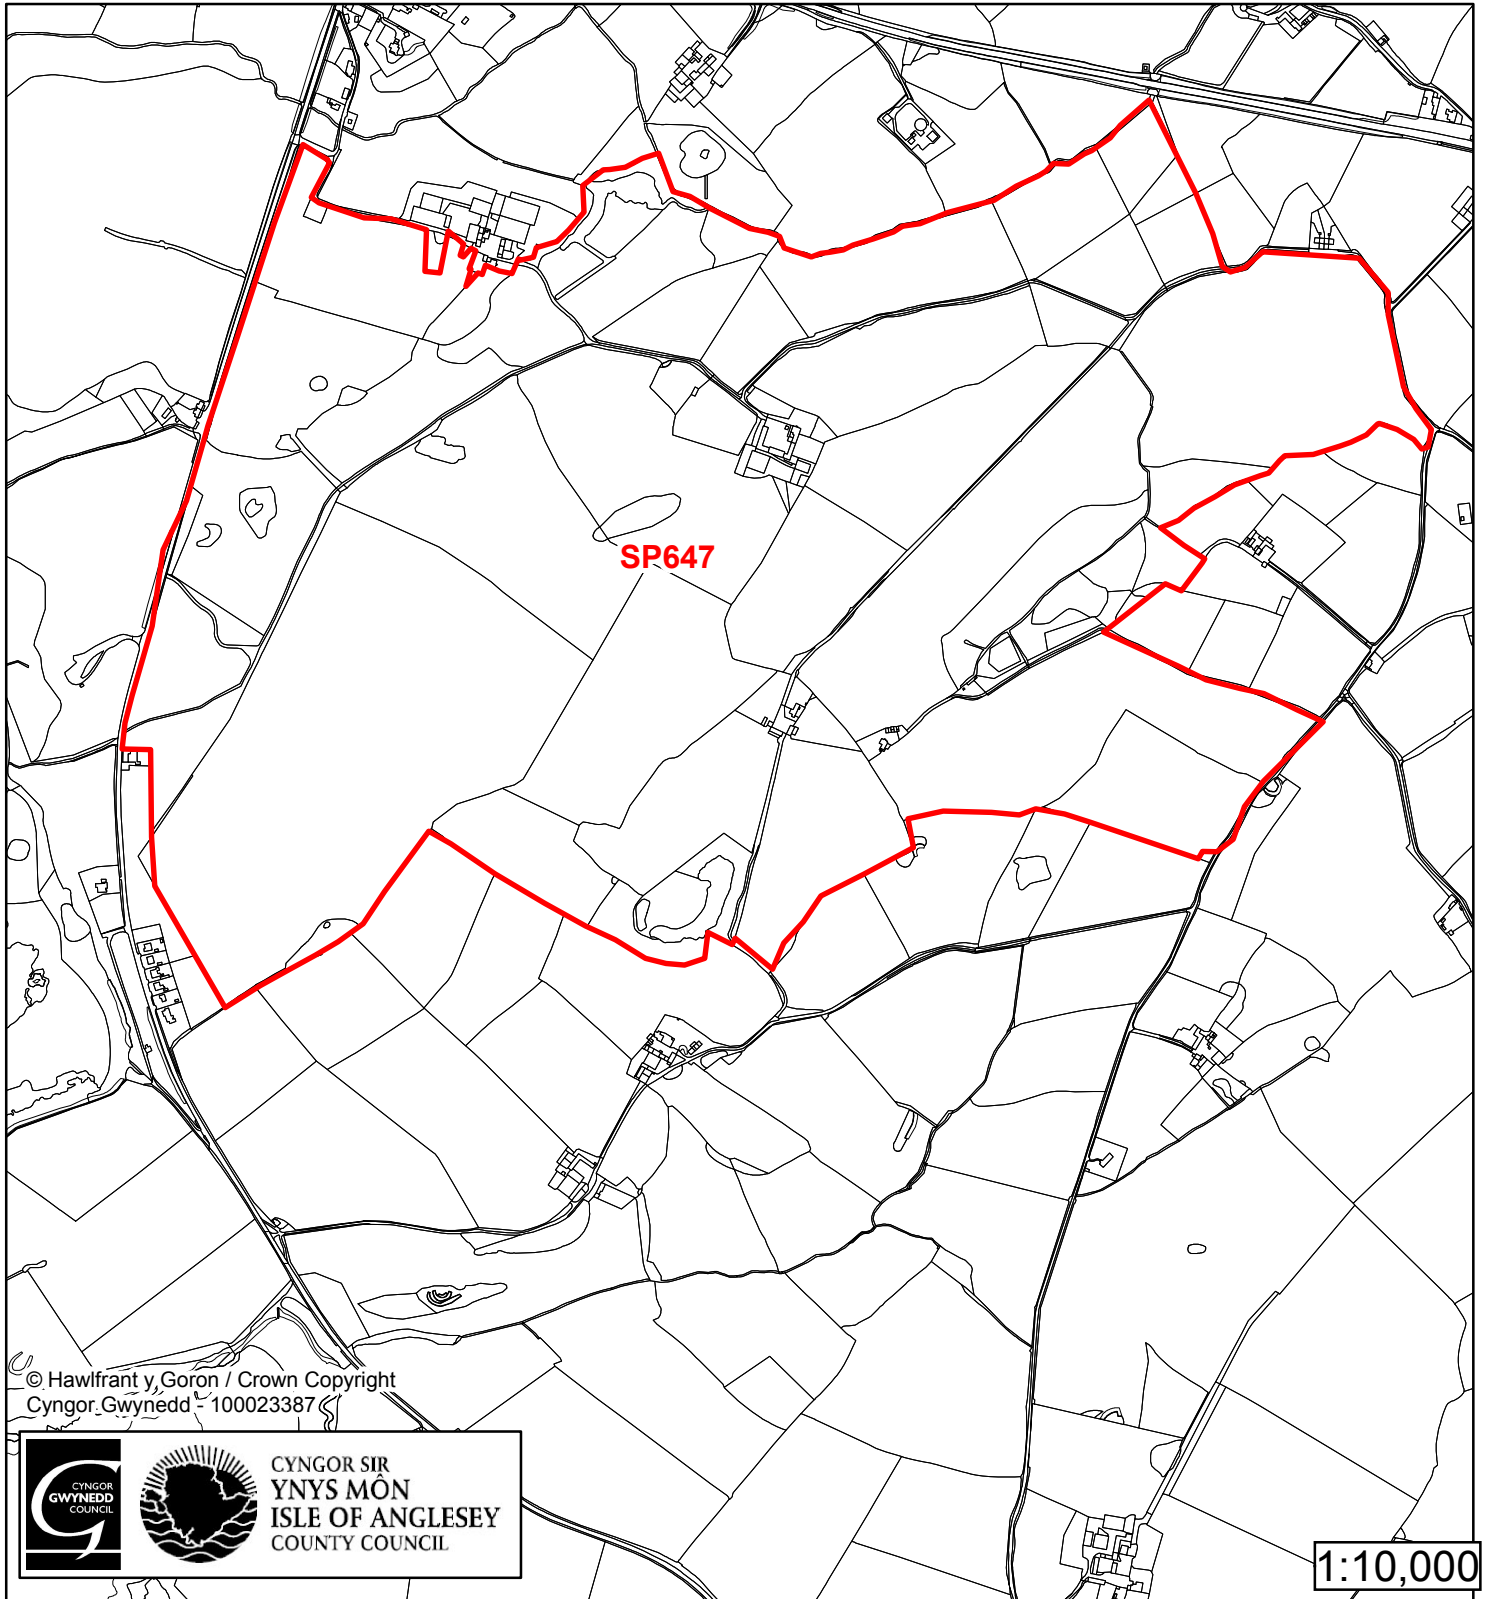 SP647
© Hawlfrant y Goron / Crown Copyright
Cyngor Gwynedd - 100023387
CYNGOR
GWYNEDD
COUNCIL
CYNGOR SIR
YNYS MÔN
ISLE OF ANGLESEY
COUNTY COUNCIL
1:10,000